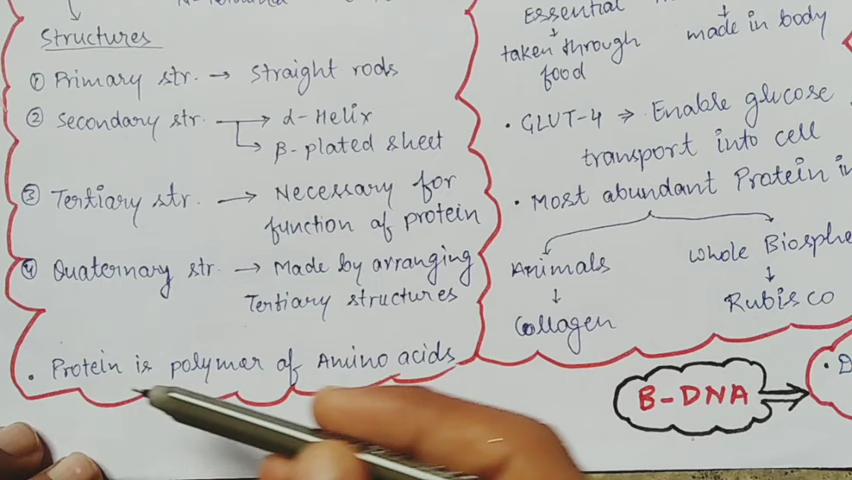 Structures
① Primary str. → Straight rods
② Secondary str. → α-Helix
→ β-plated sheet
③ Tertiary str. → Necessary for
function of protein
④ Quaternary str. → Made by arranging
Tertiary structures
• Protein is polymer of Amino acids
Essential
taken through
food
made in body
• GLUT-4 ⇒ Enable glucose
transport into cell
• Most abundant Protein in
Animals
Collagen
Whole Biosphe
Rubisco
B-DNA